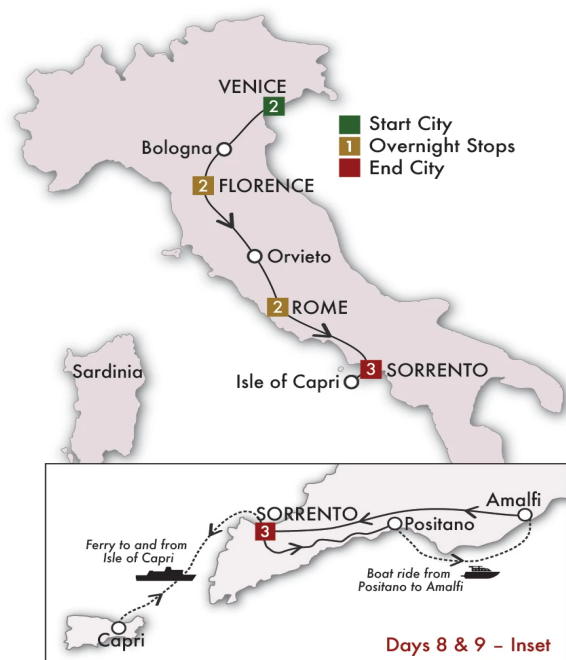 VENICE
2
Start City
Bologna
1 Overnight Stops
End City
2 FLORENCE
Orvieto
2 ROME
Sardinia
3 SORRENTO
Isle of Capri
Amalfi
SORRENTO
3
Positano
Ferry to and from
Isle of Capri
Boat ride from
Positano to Amalfi
Capri
Days 8 & 9 – Inset